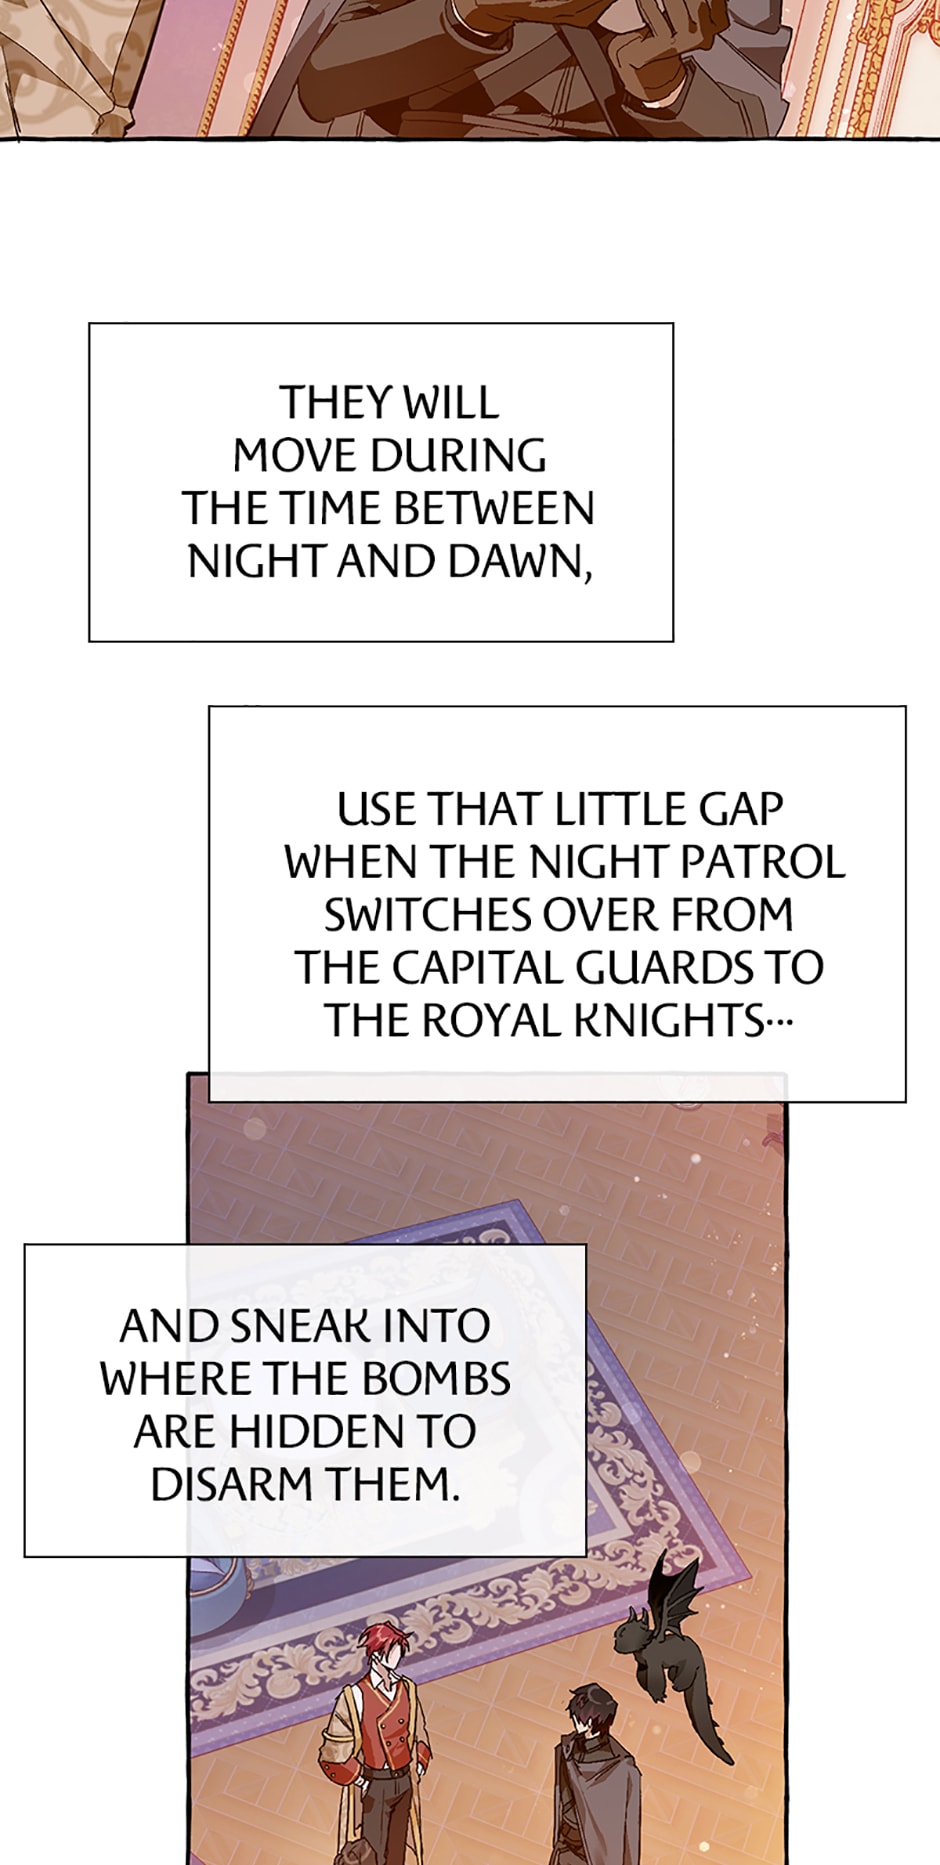 THEY WILL
MOVE DURING
THE TIME BETWEEN
NIGHT AND DAWN,
USE THAT LITTLE GAP
WHEN THE NIGHT PATROL
SWITCHES OVER FROM
THE CAPITAL GUARDS TO
THE ROYAL KNIGHTS···
AND SNEAK INTO
WHERE THE BOMBS
ARE HIDDEN TO
DISARM THEM.